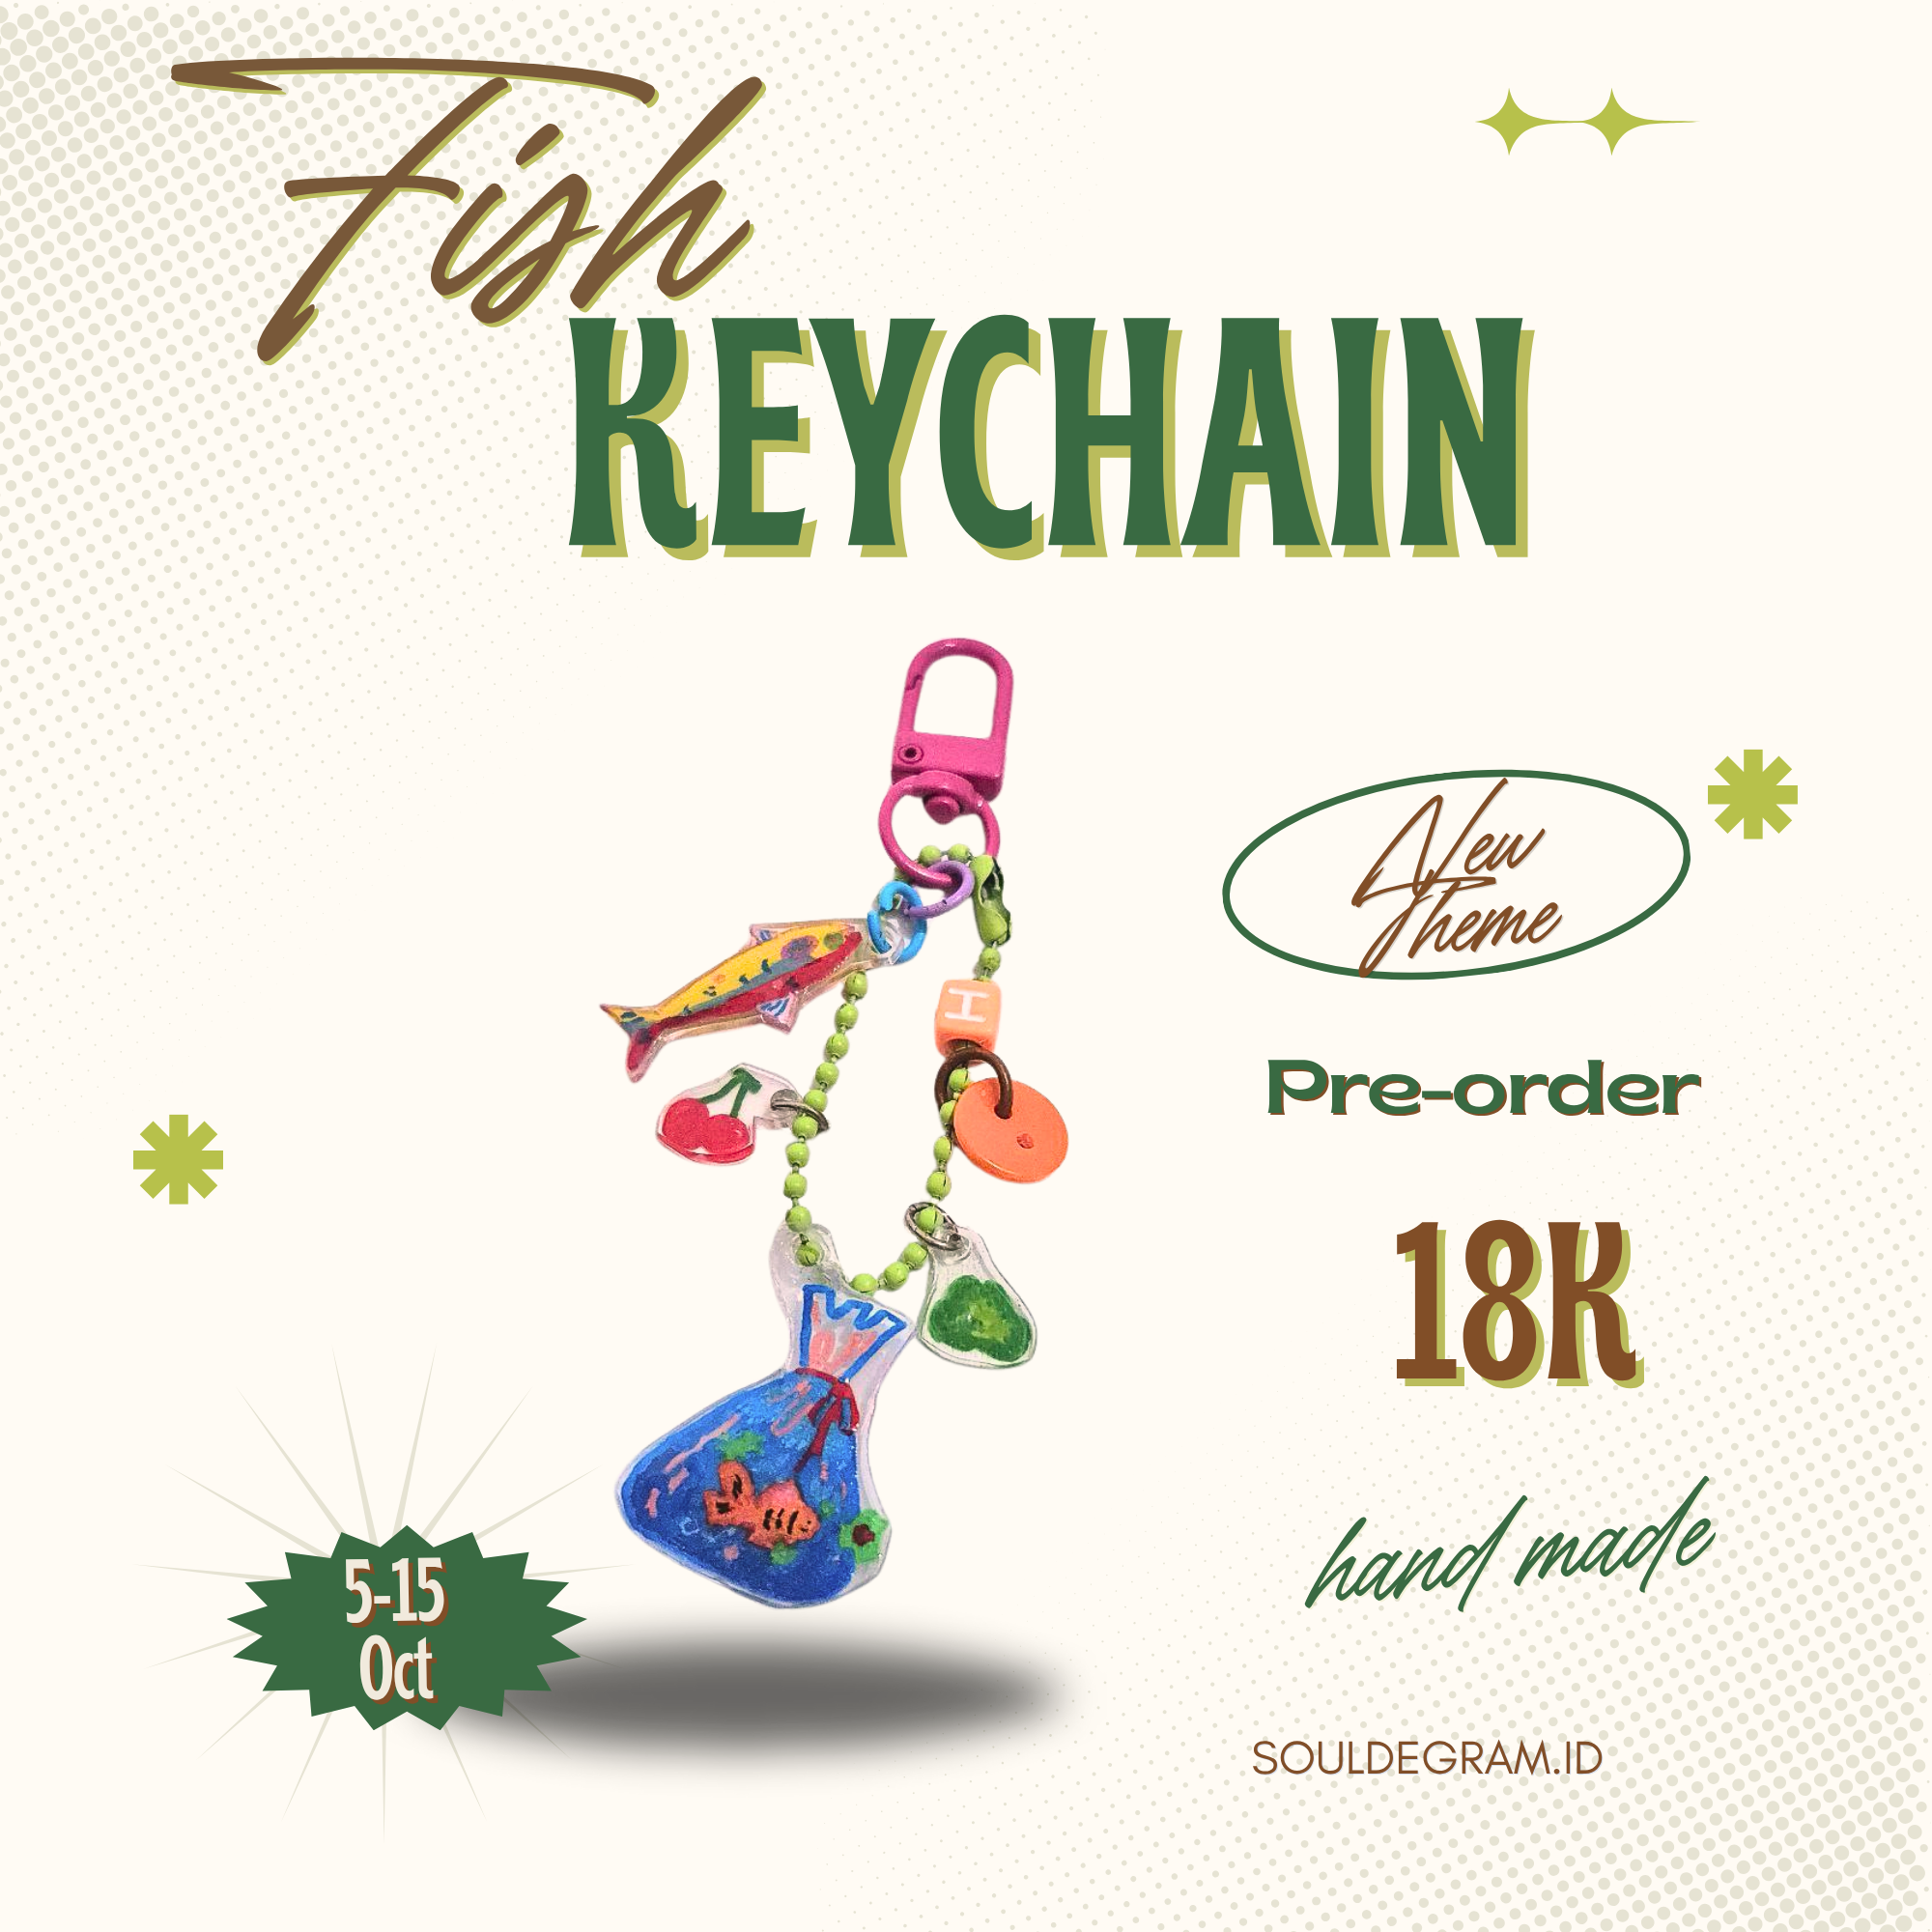 Fish
KEYCHAIN
New
Theme
H
Pre-order
18K
hand made
5-15
Oct
SOULDEGRAM.ID